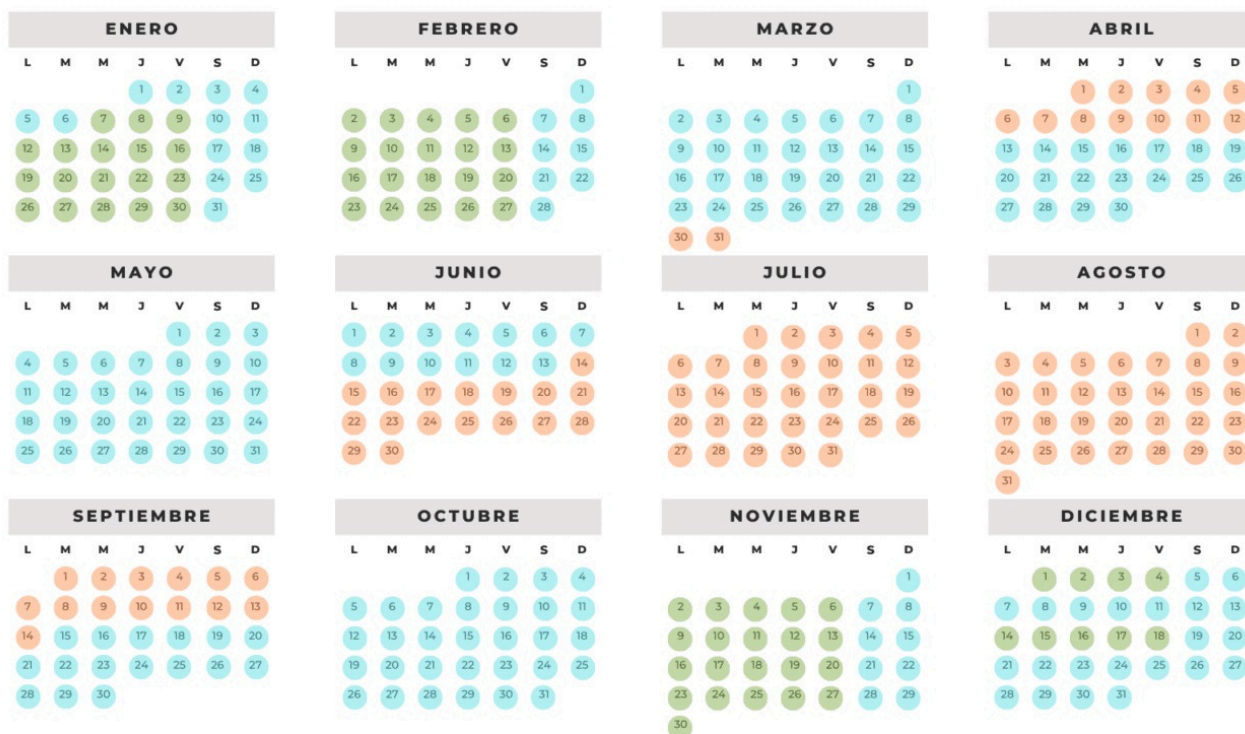 ENERO
L M M J V S D
1 2 3 4
5 6 7 8 9 10 11
12 13 14 15 16 17 18
19 20 21 22 23 24 25
26 27 28 29 30 31
FEBRERO
L M M J V S D
1
2 3 4 5 6 7 8
9 10 11 12 13 14 15
16 17 18 19 20 21 22
23 24 25 26 27 28
MARZO
L M M J V S D
1
2 3 4 5 6 7 8
9 10 11 12 13 14 15
16 17 18 19 20 21 22
23 24 25 26 27 28 29
30 31
ABRIL
L M M J V S D
1 2 3 4 5
6 7 8 9 10 11 12
13 14 15 16 17 18 19
20 21 22 23 24 25 26
27 28 29 30
MAYO
L M M J V S D
1 2 3
4 5 6 7 8 9 10
11 12 13 14 15 16 17
18 19 20 21 22 23 24
25 26 27 28 29 30 31
JUNIO
L M M J V S D
1 2 3 4 5 6 7
8 9 10 11 12 13 14
15 16 17 18 19 20 21
22 23 24 25 26 27 28
29 30
JULIO
L M M J V S D
1 2 3 4 5
6 7 8 9 10 11 12
13 14 15 16 17 18 19
20 21 22 23 24 25 26
27 28 29 30 31
AGOSTO
L M M J V S D
1 2
3 4 5 6 7 8 9
10 11 12 13 14 15 16
17 18 19 20 21 22 23
24 25 26 27 28 29 30
31
SEPTIEMBRE
L M M J V S D
1 2 3 4 5 6
7 8 9 10 11 12 13
14 15 16 17 18 19 20
21 22 23 24 25 26 27
28 29 30
OCTUBRE
L M M J V S D
1 2 3 4
5 6 7 8 9 10 11
12 13 14 15 16 17 18
19 20 21 22 23 24 25
26 27 28 29 30 31
NOVIEMBRE
L M M J V S D
1
2 3 4 5 6 7 8
9 10 11 12 13 14 15
16 17 18 19 20 21 22
23 24 25 26 27 28 29
30
DICIEMBRE
L M M J V S D
1 2 3 4 5 6
7 8 9 10 11 12 13
14 15 16 17 18 19 20
21 22 23 24 25 26 27
28 29 30 31